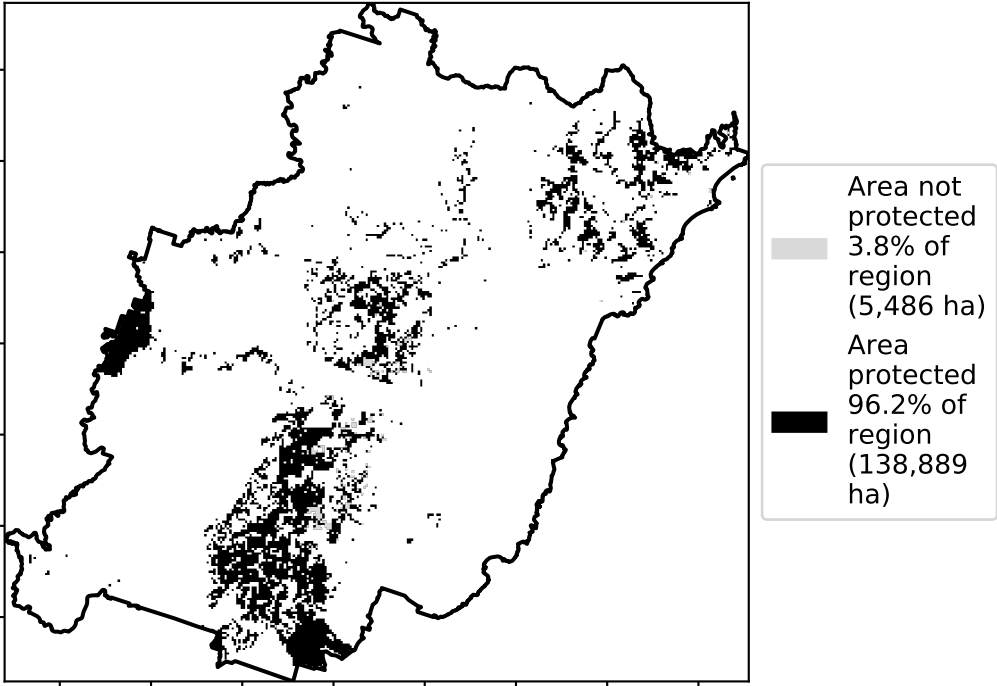 Area not
protected
3.8% of
region
(5,486 ha)
Area
protected
96.2% of
region
(138,889
ha)